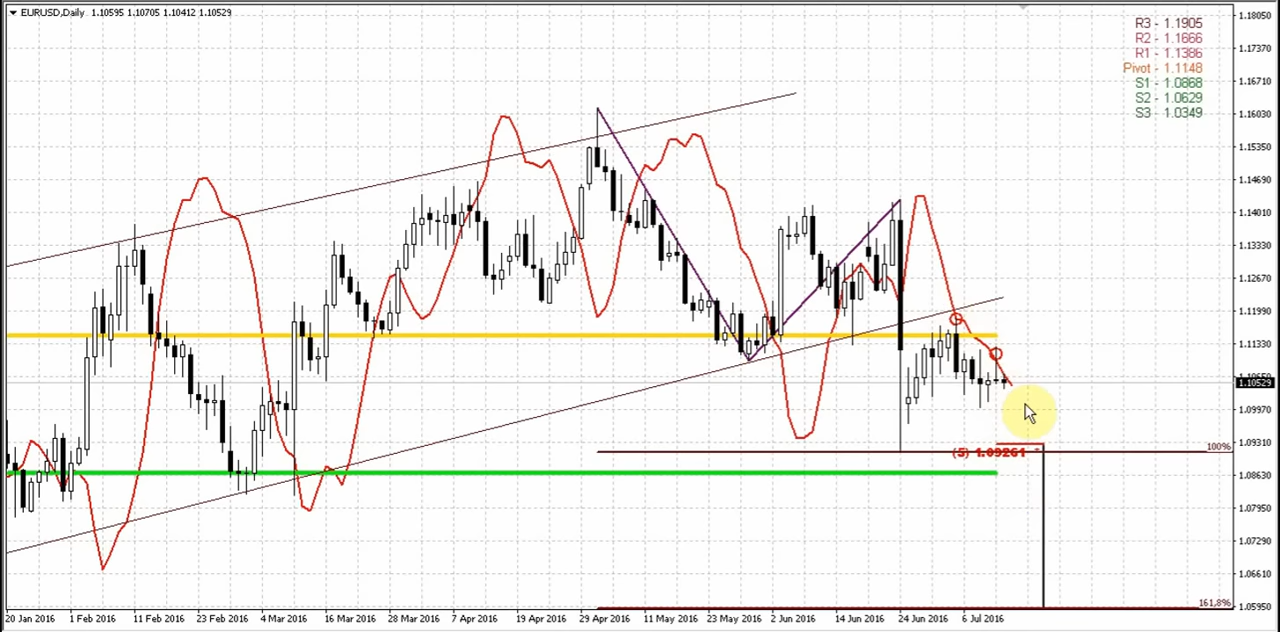 EURUSD,Daily 1.10595 1.10705 1.10412 1.10529
R3 - 1.1905
R2 - 1.1666
R1 - 1.1386
Pivot - 1.1148
S1 - 1.0868
S2 - 1.0629
S3 - 1.0349
1.18050
1.17370
1.16710
1.16030
1.15350
1.14690
1.14010
1.13330
1.12670
1.11990
1.11330
1.10529
1.09970
1.09310
1.08630
1.07950
1.07290
1.06610
1.05950
100%
(5) 1.09261
161,8%
20 Jan 2016 1 Feb 2016 11 Feb 2016 23 Feb 2016 4 Mar 2016 16 Mar 2016 28 Mar 2016 7 Apr 2016 19 Apr 2016 29 Apr 2016 11 May 2016 23 May 2016 2 Jun 2016 14 Jun 2016 24 Jun 2016 6 Jul 2016